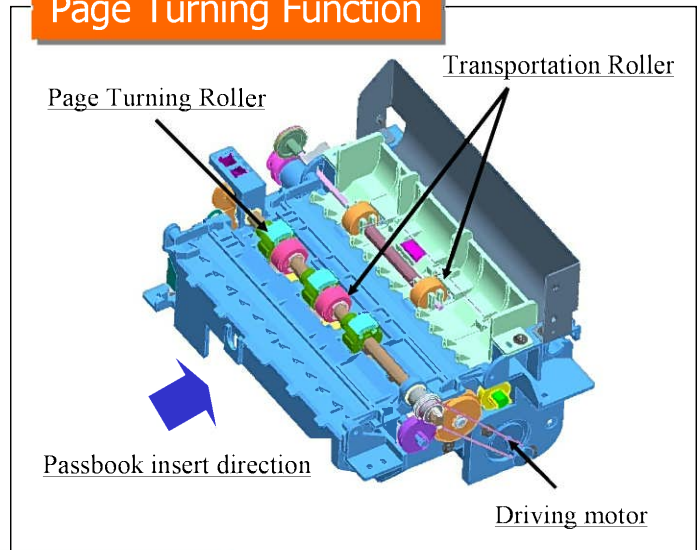 Page Turning Function
Transportation Roller
Page Turning Roller
Passbook insert direction
Driving motor